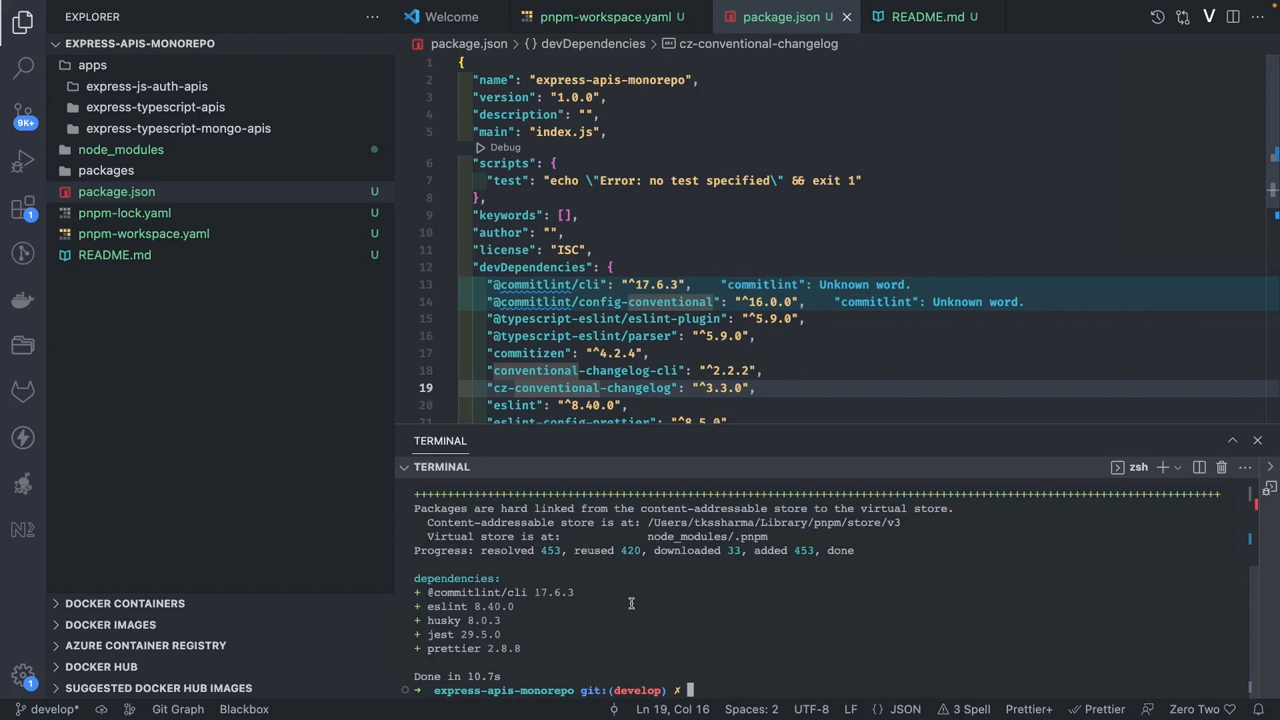 EXPLORER
Welcome
pnpm-workspace.yaml U
package.json U
README.md U
EXPRESS-APIS-MONOREPO
package.json > {} devDependencies > cz-conventional-changelog
apps
express-js-auth-apis
express-typescript-apis
express-typescript-mongo-apis
node_modules
packages
package.json U
pnpm-lock.yaml U
pnpm-workspace.yaml U
README.md U
9K+
1
1
1 {
2 "name": "express-apis-monorepo",
3 "version": "1.0.0",
4 "description": "",
5 "main": "index.js",
Debug
6 "scripts": {
7 "test": "echo \"Error: no test specified\" && exit 1"
8 },
9 "keywords": [],
10 "author": "",
11 "license": "ISC",
12 "devDependencies": {
13 "@commitlint/cli": "^17.6.3", "commitlint": Unknown word.
14 "@commitlint/config-conventional": "^16.0.0", "commitlint": Unknown word.
15 "@typescript-eslint/eslint-plugin": "^5.9.0",
16 "@typescript-eslint/parser": "^5.9.0",
17 "commitizen": "^4.2.4",
18 "conventional-changelog-cli": "^2.2.2",
19 "cz-conventional-changelog": "^3.3.0",
20 "eslint": "^8.40.0",
21 "eslint-config-prettier": "^8.5.0",
TERMINAL
TERMINAL
zsh
++++++++++++++++++++++++++++++++++++++++++++++++++++++++++++++++++++++++++++++++++++++++++++++++++++++++++++++++++++++++
Packages are hard linked from the content-addressable store to the virtual store.
Content-addressable store is at: /Users/tkssharma/Library/pnpm/store/v3
Virtual store is at: node_modules/.pnpm
Progress: resolved 453, reused 420, downloaded 33, added 453, done
dependencies:
+ @commitlint/cli 17.6.3
+ eslint 8.40.0
+ husky 8.0.3
+ jest 29.5.0
+ prettier 2.8.8
Done in 10.7s
➜ express-apis-monorepo git:(develop) ✗
DOCKER CONTAINERS
DOCKER IMAGES
AZURE CONTAINER REGISTRY
DOCKER HUB
SUGGESTED DOCKER HUB IMAGES
develop* Git Graph Blackbox Ln 19, Col 16 Spaces: 2 UTF-8 LF {} JSON 3 Spell Prettier+ Prettier Zero Two